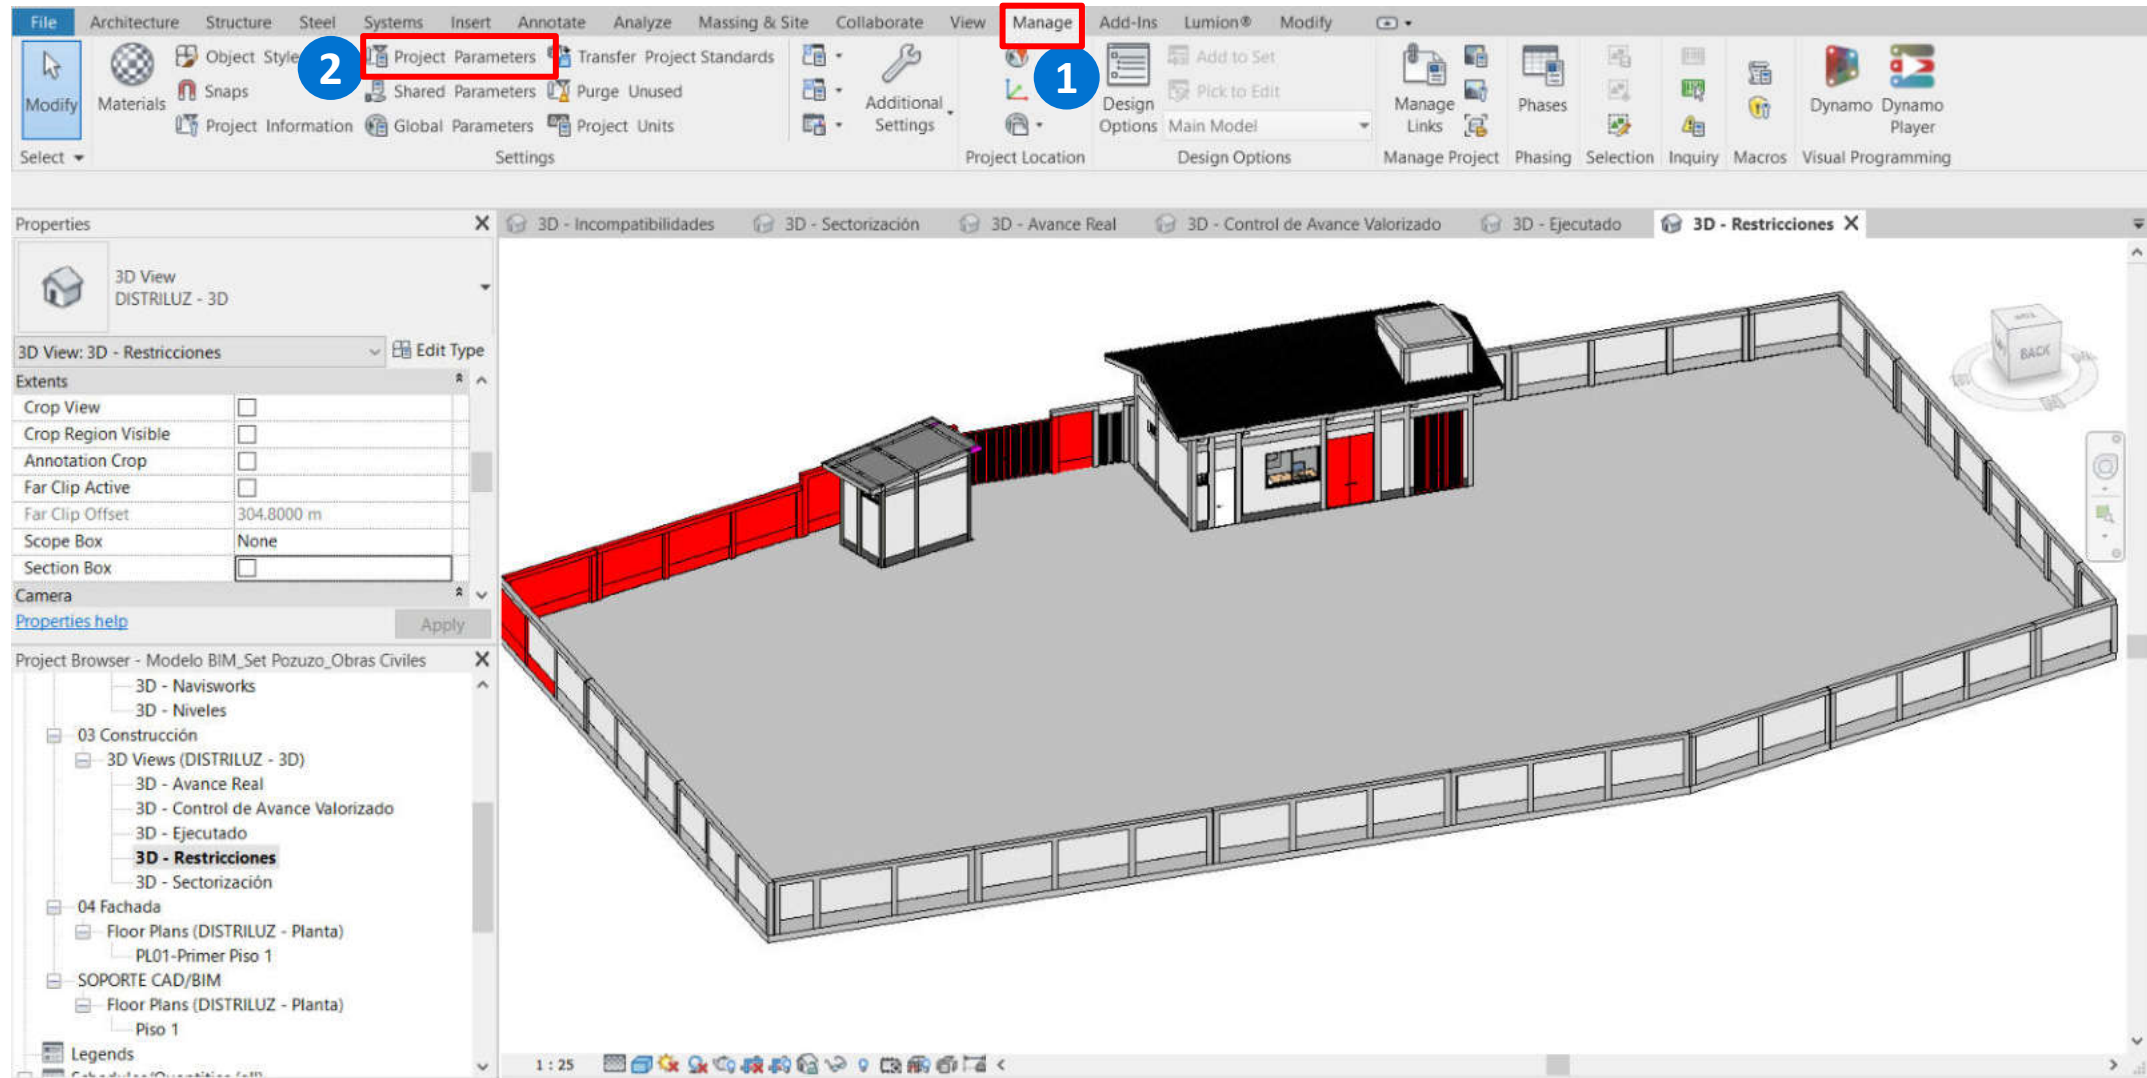 File Architecture Structure Steel Systems Insert Annotate Analyze Massing & Site Collaborate View Manage Add-Ins Lumion® Modify
Modify
Materials
Object Style
Snaps
Project Information
2
Project Parameters
Shared Parameters
Global Parameters
Transfer Project Standards
Purge Unused
Project Units
Additional
Settings
1
Design
Options
Add to Set
Pick to Edit
Main Model
Manage
Links
Phases
Dynamo
Dynamo
Player
Select Settings Project Location Design Options Manage Project Phasing Selection Inquiry Macros Visual Programming
Properties
3D - Incompatibilidades 3D - Sectorización 3D - Avance Real 3D - Control de Avance Valorizado 3D - Ejecutado 3D - Restricciones
3D View
DISTRILUZ - 3D
3D View: 3D - Restricciones Edit Type
Extents
Crop View
Crop Region Visible
Annotation Crop
Far Clip Active
Far Clip Offset 304.8000 m
Scope Box None
Section Box
Camera
Properties help Apply
BACK
Project Browser - Modelo BIM_Set Pozuzo_Obras Civiles
3D - Navisworks
3D - Niveles
03 Construcción
3D Views (DISTRILUZ - 3D)
3D - Avance Real
3D - Control de Avance Valorizado
3D - Ejecutado
3D - Restricciones
3D - Sectorización
04 Fachada
Floor Plans (DISTRILUZ - Planta)
PL01-Primer Piso 1
SOPORTE CAD/BIM
Floor Plans (DISTRILUZ - Planta)
Piso 1
Legends
1 : 25